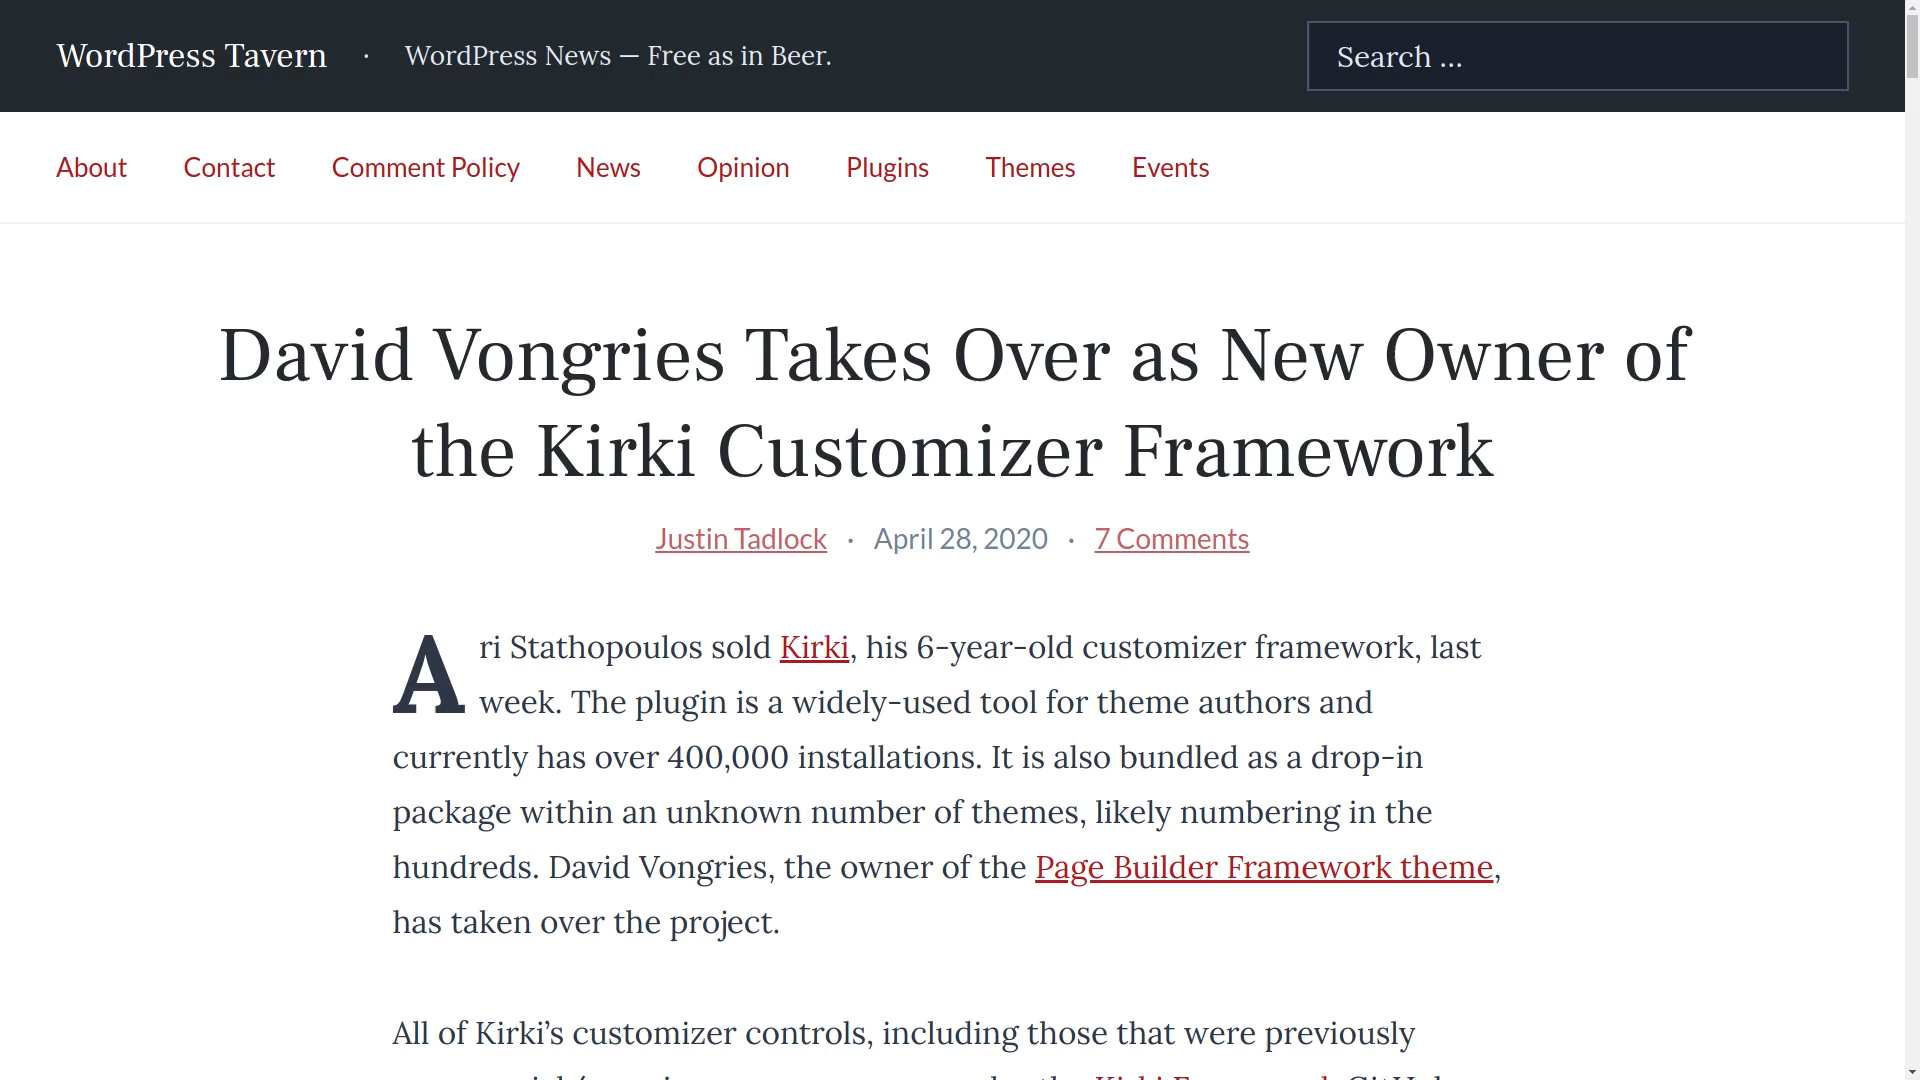 WordPress Tavern · WordPress News — Free as in Beer. Search ...
About Contact Comment Policy News Opinion Plugins Themes Events
David Vongries Takes Over as New Owner of
the Kirki Customizer Framework
Justin Tadlock · April 28, 2020 · 7 Comments
Ari Stathopoulos sold Kirki, his 6-year-old customizer framework, last
week. The plugin is a widely-used tool for theme authors and
currently has over 400,000 installations. It is also bundled as a drop-in
package within an unknown number of themes, likely numbering in the
hundreds. David Vongries, the owner of the Page Builder Framework theme,
has taken over the project.
All of Kirki’s customizer controls, including those that were previously